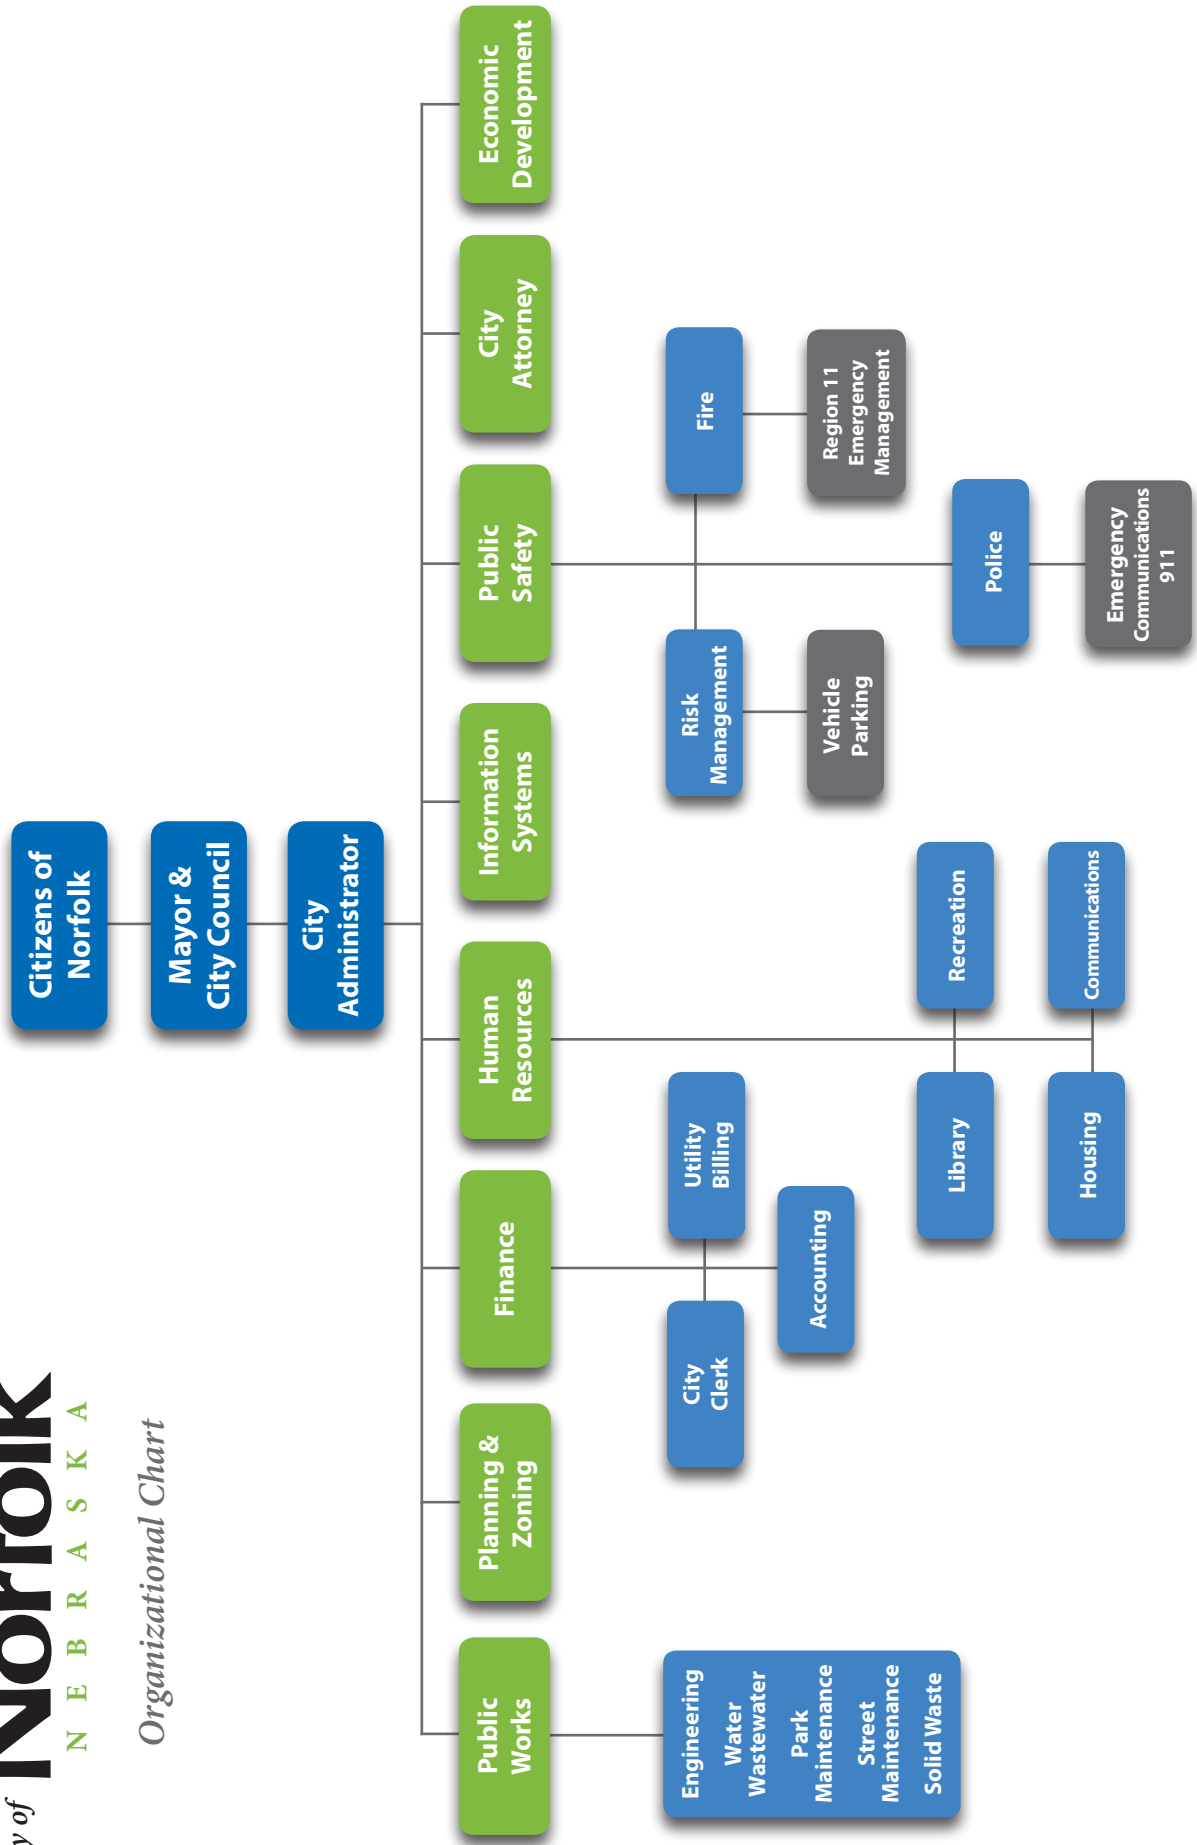 y of Norfolk
NEBRASKA
Organizational Chart
Citizens of
Norfolk
Mayor &
City Council
City
Administrator
Public
Works
Planning &
Zoning
Finance
Human
Resources
Information
Systems
Public
Safety
City
Attorney
Economic
Development
Engineering
Water
Wastewater
Park
Maintenance
Street
Maintenance
Solid Waste
City
Clerk
Utility
Billing
Accounting
Library
Recreation
Housing
Communications
Risk
Management
Fire
Vehicle
Parking
Region 11
Emergency
Management
Police
Emergency
Communications
911